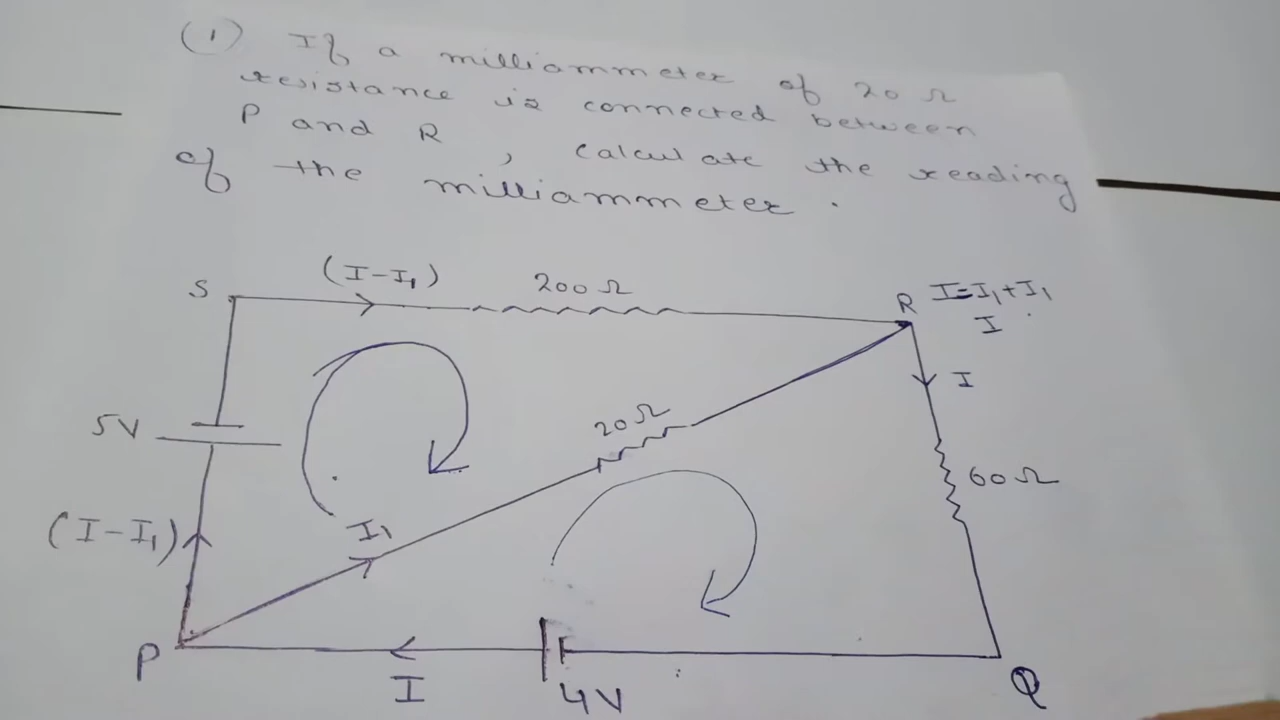 (1) If a milliammeter of 20 Ω
resistance is connected between
P and R , calculate the reading
of the milliammeter .
S
(I-I₁)
200 Ω
R
I=I₁+I₁
I
I
5V
20Ω
60Ω
(I-I₁)
I₁
P
I
4V
Q